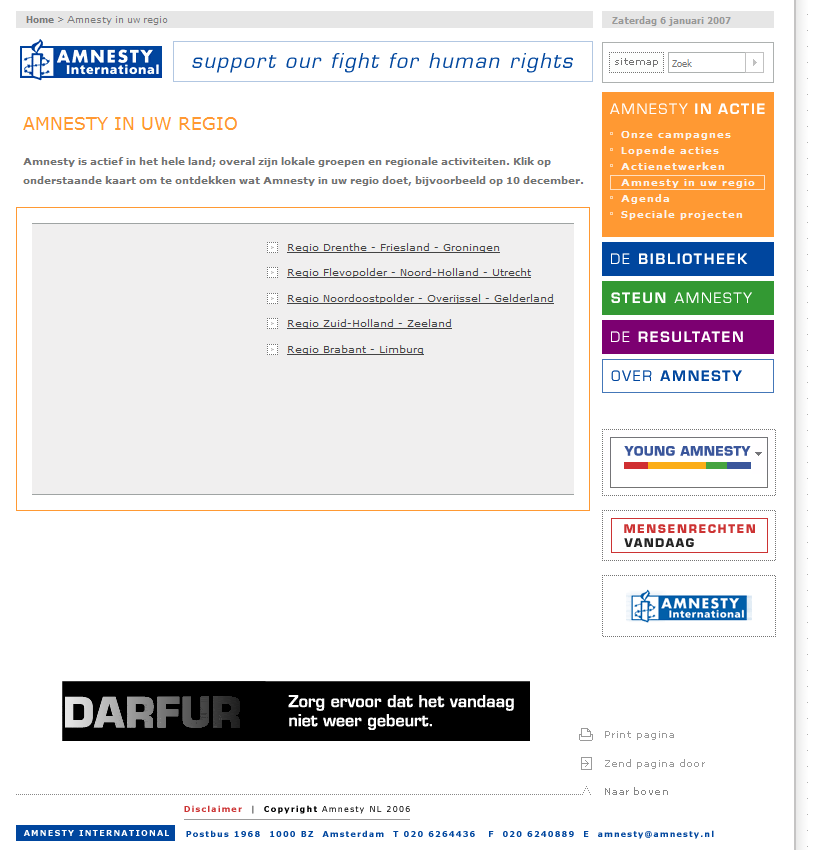 Home > Amnesty in uw regio
Zaterdag 6 januari 2007
AMNESTY
International
support our fight for human rights
sitemap
Zoek
AMNESTY IN UW REGIO
Amnesty is actief in het hele land; overal zijn lokale groepen en regionale activiteiten. Klik op
onderstaande kaart om te ontdekken wat Amnesty in uw regio doet, bijvoorbeeld op 10 december.
Regio Drenthe - Friesland - Groningen
Regio Flevopolder - Noord-Holland - Utrecht
Regio Noordoostpolder - Overijssel - Gelderland
Regio Zuid-Holland - Zeeland
Regio Brabant - Limburg
AMNESTY IN ACTIE
Onze campagnes
Lopende acties
Actienetwerken
Amnesty in uw regio
Agenda
Speciale projecten
DE BIBLIOTHEEK
STEUN AMNESTY
DE RESULTATEN
OVER AMNESTY
YOUNG AMNESTY
MENSENRECHTEN
VANDAAG
AMNESTY
International
DARFUR
Zorg ervoor dat het vandaag
niet weer gebeurt.
Print pagina
Zend pagina door
Naar boven
Disclaimer | Copyright Amnesty NL 2006
AMNESTY INTERNATIONAL
Postbus 1968 1000 BZ Amsterdam T 020 6264436 F 020 6240889 E amnesty@amnesty.nl